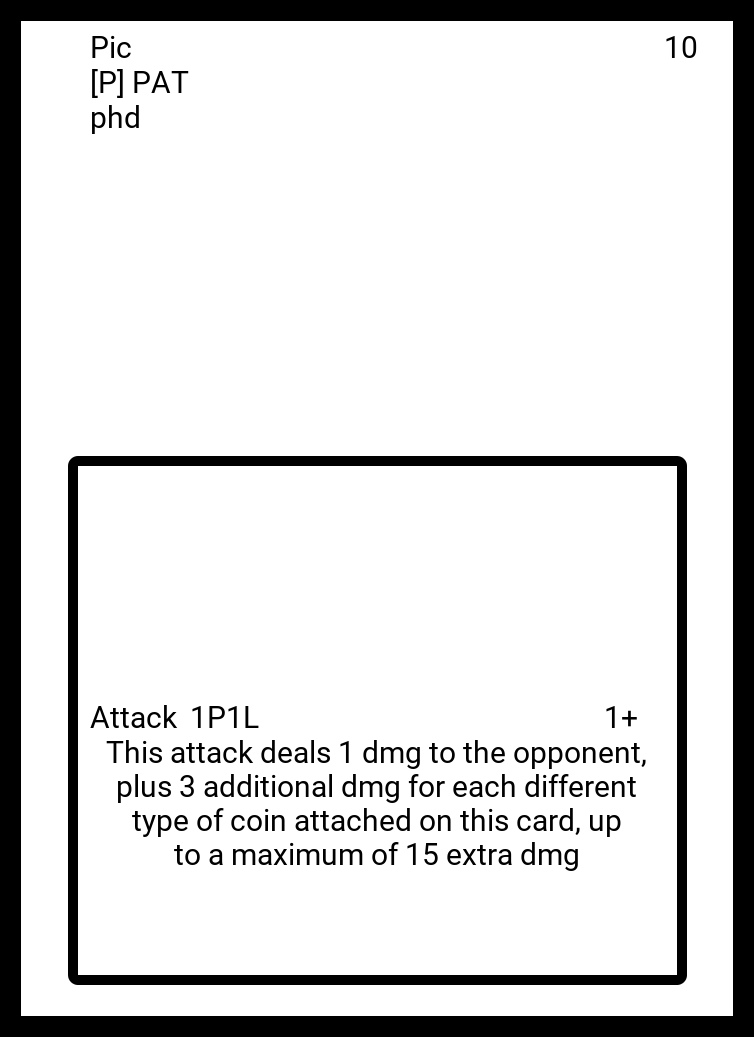 Pic 10
[P] PAT
phd
Attack 1P1L 1+
This attack deals 1 dmg to the opponent,
plus 3 additional dmg for each different
type of coin attached on this card, up
to a maximum of 15 extra dmg